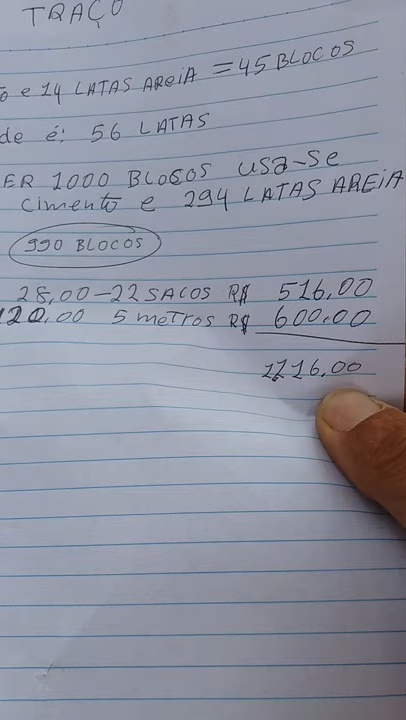 TRAÇO
o e 14 LATAS AREIA = 45 BLOCOS
de é: 56 LATAS
ER 1000 BLOCOS usa-se
cimento e 294 LATAS AREIA
990 BLOCOS
28,00 - 22 SACOS R$ 516,00
120,00 5 metros R$ 600,00
1216,00